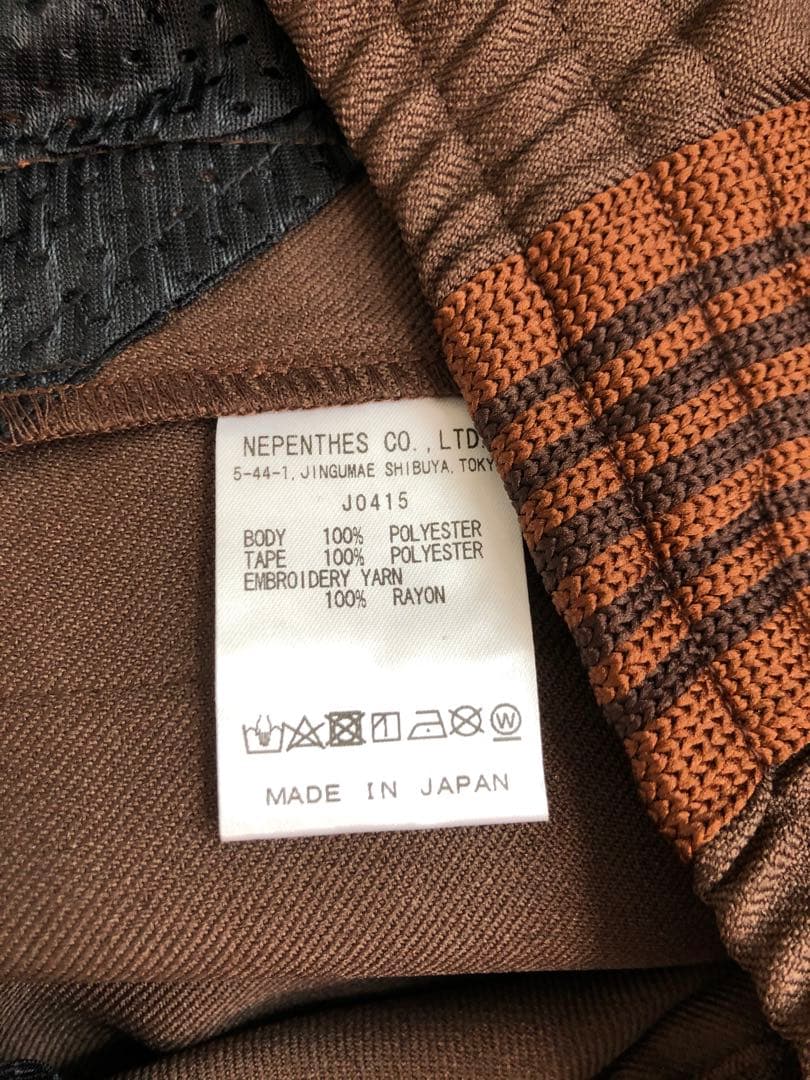 NEPENTHES CO.,LTD.
5-44-1, JINGUMAE SHIBUYA, TOKY
J0415
BODY 100% POLYESTER
TAPE 100% POLYESTER
EMBROIDERY YARN
100% RAYON
W
MADE IN JAPAN